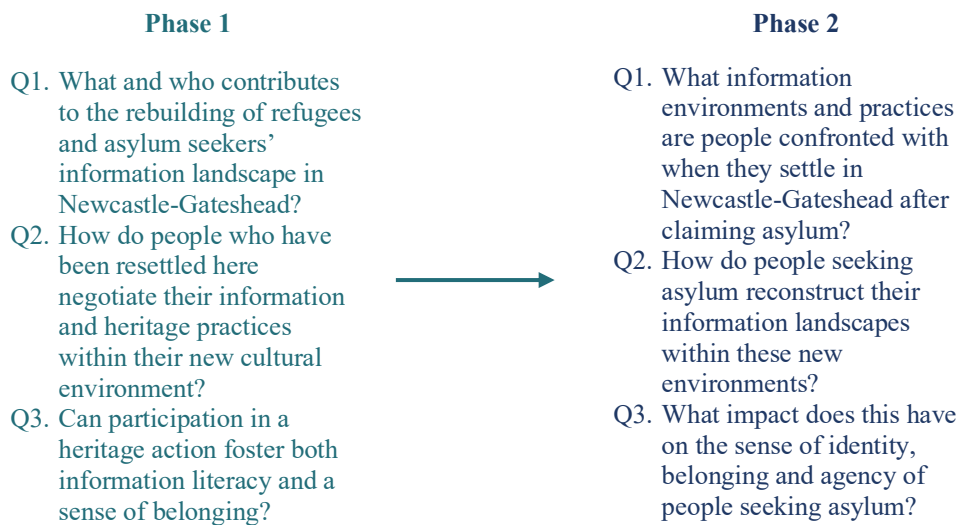 Phase 1
Q1. What and who contributes
to the rebuilding of refugees
and asylum seekers’
information landscape in
Newcastle-Gateshead?
Q2. How do people who have
been resettled here
negotiate their information
and heritage practices
within their new cultural
environment?
Q3. Can participation in a
heritage action foster both
information literacy and a
sense of belonging?
Phase 2
Q1. What information
environments and practices
are people confronted with
when they settle in
Newcastle-Gateshead after
claiming asylum?
Q2. How do people seeking
asylum reconstruct their
information landscapes
within these new
environments?
Q3. What impact does this have
on the sense of identity,
belonging and agency of
people seeking asylum?